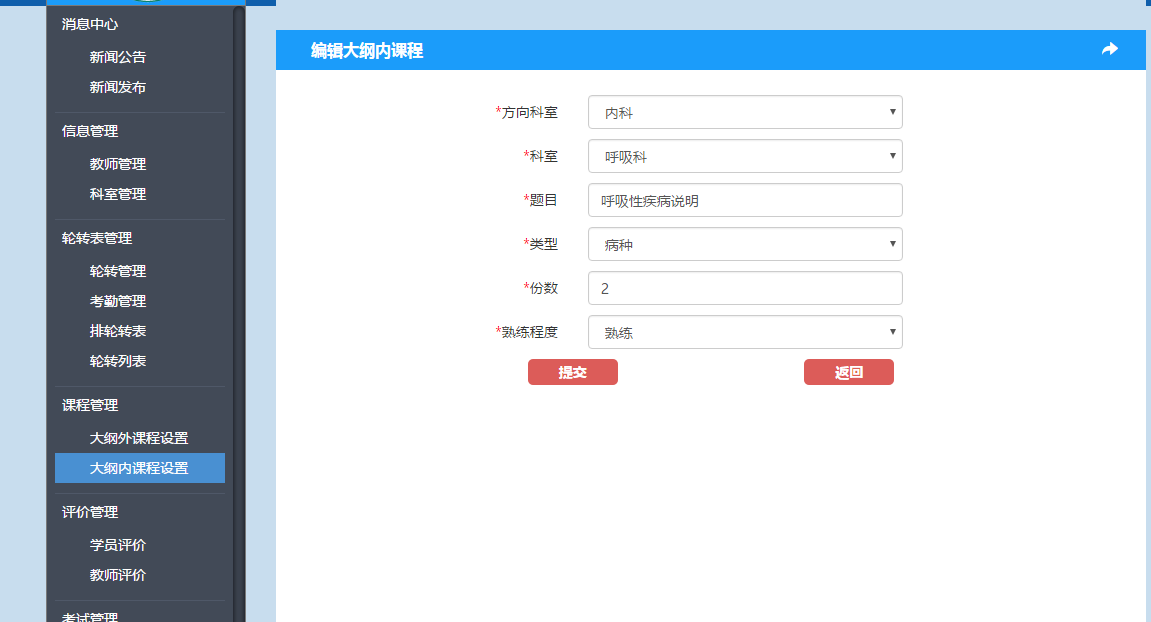 消息中心
新闻公告
新闻发布
信息管理
教师管理
科室管理
轮转表管理
轮转管理
考勤管理
排轮转表
轮转列表
课程管理
大纲外课程设置
大纲内课程设置
评价管理
学员评价
教师评价
考试管理
编辑大纲内课程
*方向科室 内科
*科室 呼吸科
*题目 呼吸性疾病说明
*类型 病种
*份数 2
*熟练程度 熟练
提交 返回